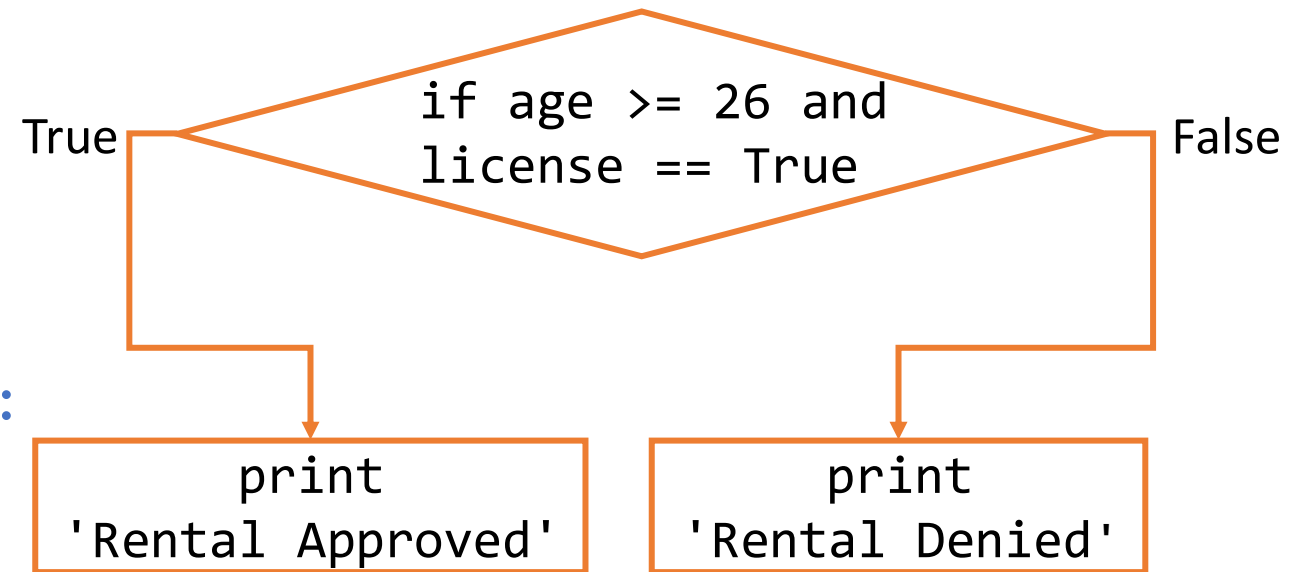 if age >= 26 and
license == True
True
False
:
print
'Rental Approved'
print
'Rental Denied'